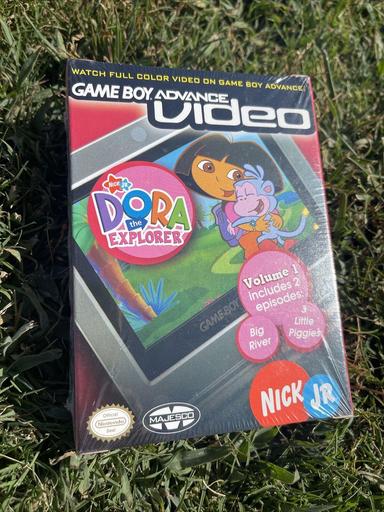 WATCH FULL COLOR VIDEO ON GAME BOY ADVANCE!
GAME BOY ADVANCE
Video
NICK JR.
DORA
the
EXPLORER
GAME BOY
Volume 1
includes 2
episodes:
3
Little
Piggies
Big
River
NICK JR
Official
Nintendo
Seal
MAJESCO